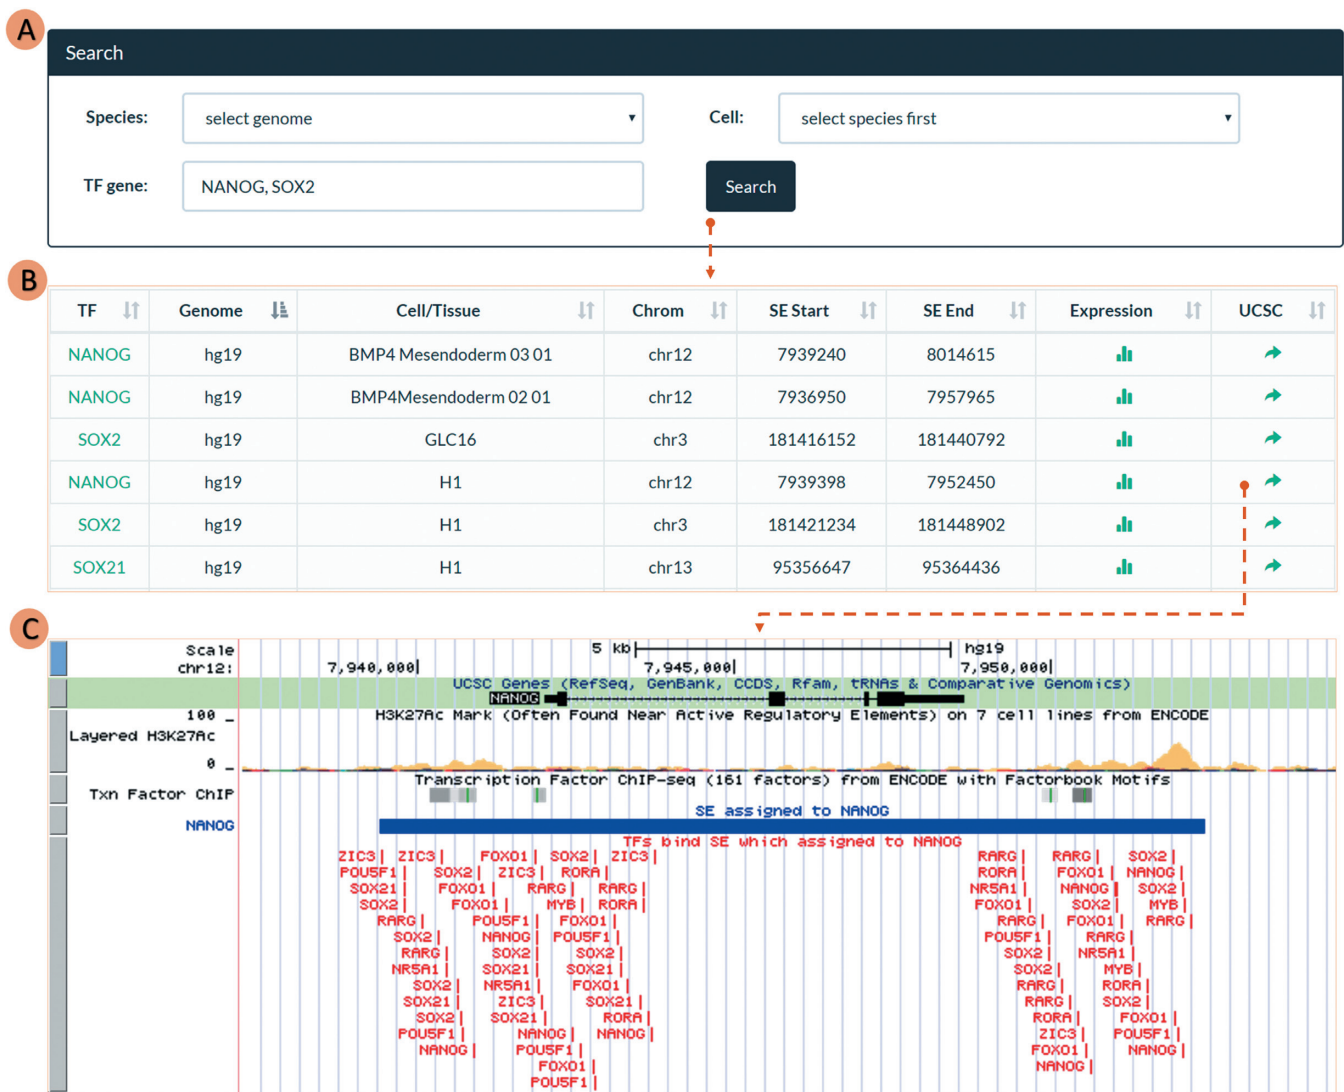 A
Search
Species: select genome Cell: select species first
TF gene: NANOG, SOX2 Search
B
TF Genome Cell/Tissue Chrom SE Start SE End Expression UCSC
NANOG hg19 BMP4 Mesendoderm 03 01 chr12 7939240 8014615
NANOG hg19 BMP4Mesendoderm 02 01 chr12 7936950 7957965
SOX2 hg19 GLC16 chr3 181416152 181440792
NANOG hg19 H1 chr12 7939398 7952450
SOX2 hg19 H1 chr3 181421234 181448902
SOX21 hg19 H1 chr13 95356647 95364436
C
Scale 5 kb hg19
chr12: 7,940,000 7,945,000 7,950,000
UCSC Genes (RefSeq, GenBank, CCDS, Rfam, tRNAs & Comparative Genomics)
NANOG
100 _ H3K27Ac Mark (Often Found Near Active Regulatory Elements) on 7 cell lines from ENCODE
Layered H3K27Ac
0 _
Transcription Factor ChIP-seq (161 factors) from ENCODE with Factorbook Motifs
Txn Factor ChIP
SE assigned to NANOG
NANOG
TFs bind SE which assigned to NANOG
ZIC3 ZIC3 FOXO1 SOX2 ZIC3 RARG RARG SOX2
POU5F1 SOX2 ZIC3 RORA RORA FOXO1 NANOG
SOX21 FOXO1 RARG RARG NR5A1 NANOG SOX2
SOX2 FOXO1 MYB RORA FOXO1 SOX2 MYB
RARG POU5F1 FOXO1 RARG FOXO1 RARG
SOX2 NANOG POU5F1 POU5F1 RARG
RARG SOX2 SOX2 SOX2 NR5A1
NR5A1 SOX21 SOX21 SOX2 MYB
SOX2 NR5A1 FOXO1 RARG RORA
SOX21 ZIC3 SOX21 RARG SOX2
SOX2 SOX21 RORA RORA FOXO1
POU5F1 NANOG NANOG ZIC3 POU5F1
NANOG POU5F1 FOXO1 NANOG
FOXO1 NANOG
POU5F1